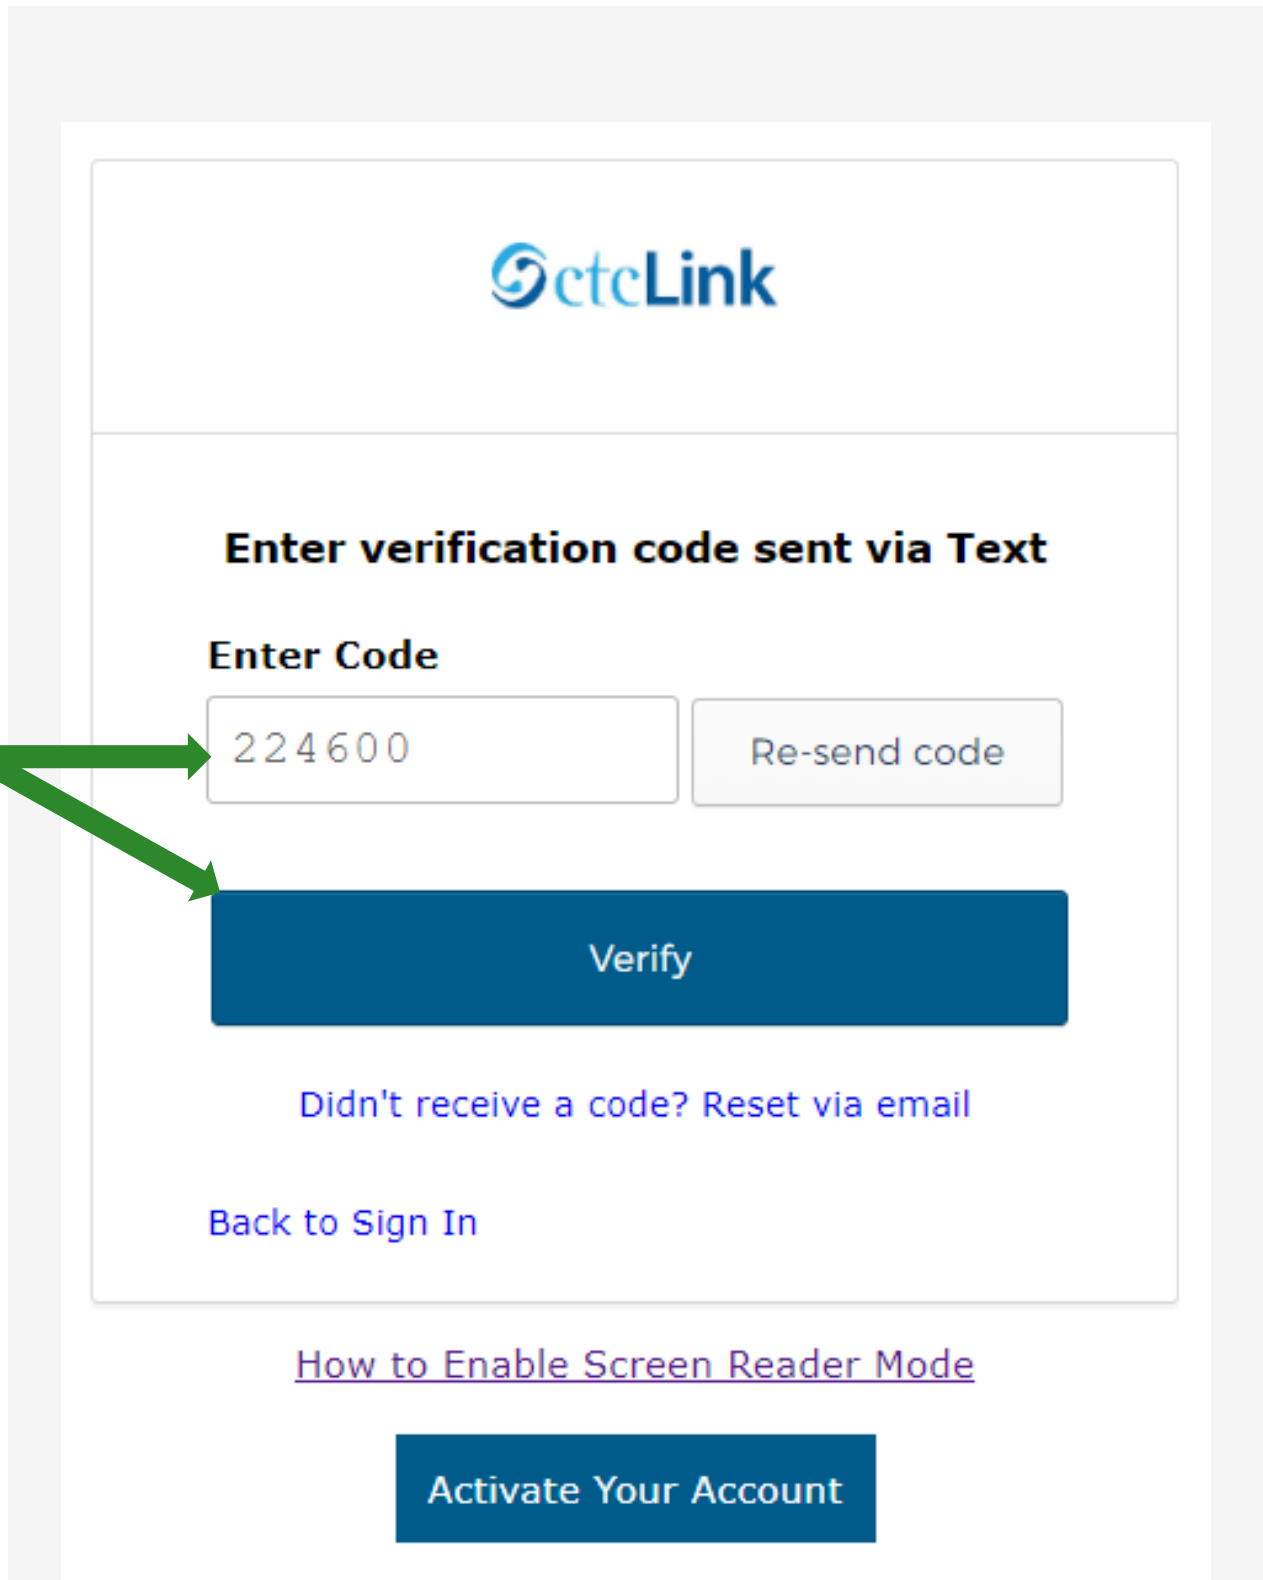 ctcLink
Enter verification code sent via Text
Enter Code
224600
Re-send code
Verify
Didn't receive a code? Reset via email
Back to Sign In
How to Enable Screen Reader Mode
Activate Your Account